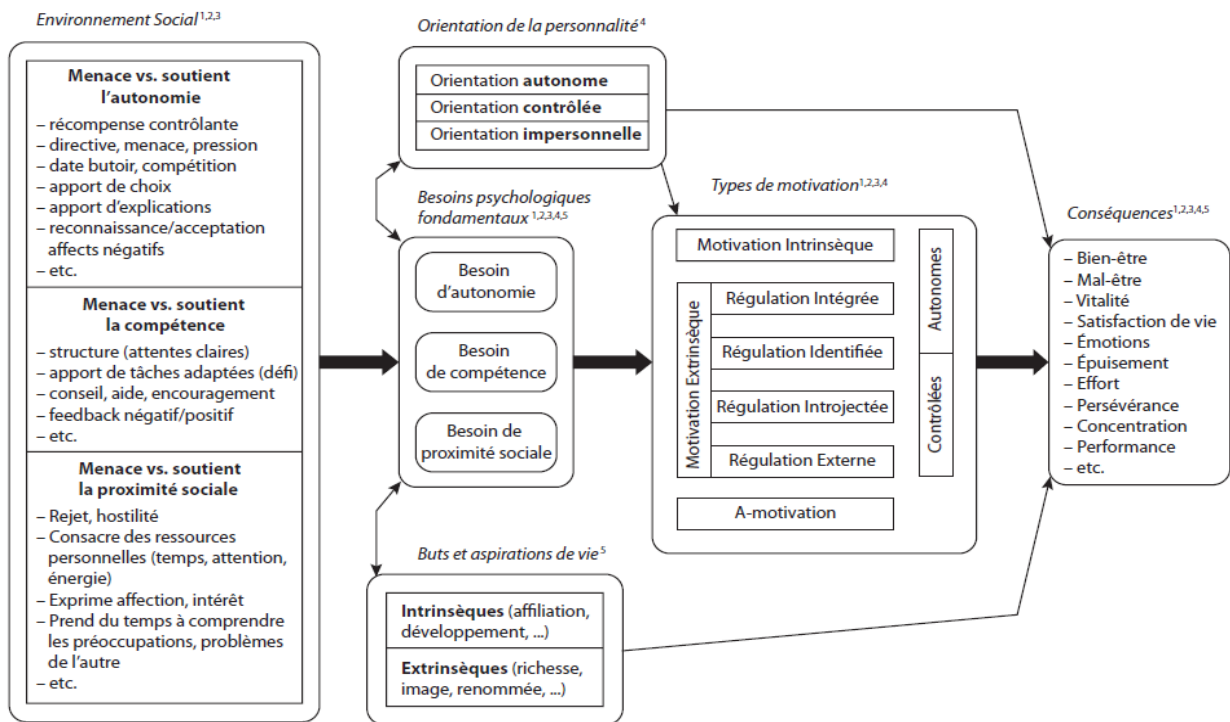 Environnement Social1,2,3
Menace vs. soutient
l'autonomie
– récompense contrôlante
– directive, menace, pression
– date butoir, compétition
– apport de choix
– apport d'explications
– reconnaissance/acceptation
affects négatifs
– etc.
Menace vs. soutient
la compétence
– structure (attentes claires)
– apport de tâches adaptées (défi)
– conseil, aide, encouragement
– feedback négatif/positif
– etc.
Menace vs. soutient
la proximité sociale
– Rejet, hostilité
– Consacre des ressources
personnelles (temps, attention,
énergie)
– Exprime affection, intérêt
– Prend du temps à comprendre
les préoccupations, problèmes
de l'autre
– etc.
Orientation de la personnalité4
Orientation autonome
Orientation contrôlée
Orientation impersonnelle
Besoins psychologiques
fondamentaux 1,2,3,4,5
Besoin
d'autonomie
Besoin
de compétence
Besoin de
proximité sociale
Buts et aspirations de vie5
Intrinsèques (affiliation,
développement, ...)
Extrinsèques (richesse,
image, renommée, ...)
Types de motivation1,2,3,4
Motivation Intrinsèque
Motivation Extrinsèque
Régulation Intégrée
Régulation Identifiée
Régulation Introjectée
Régulation Externe
A-motivation
Autonomes
Contrôlées
Conséquences1,2,3,4,5
– Bien-être
– Mal-être
– Vitalité
– Satisfaction de vie
– Émotions
– Épuisement
– Effort
– Persévérance
– Concentration
– Performance
– etc.